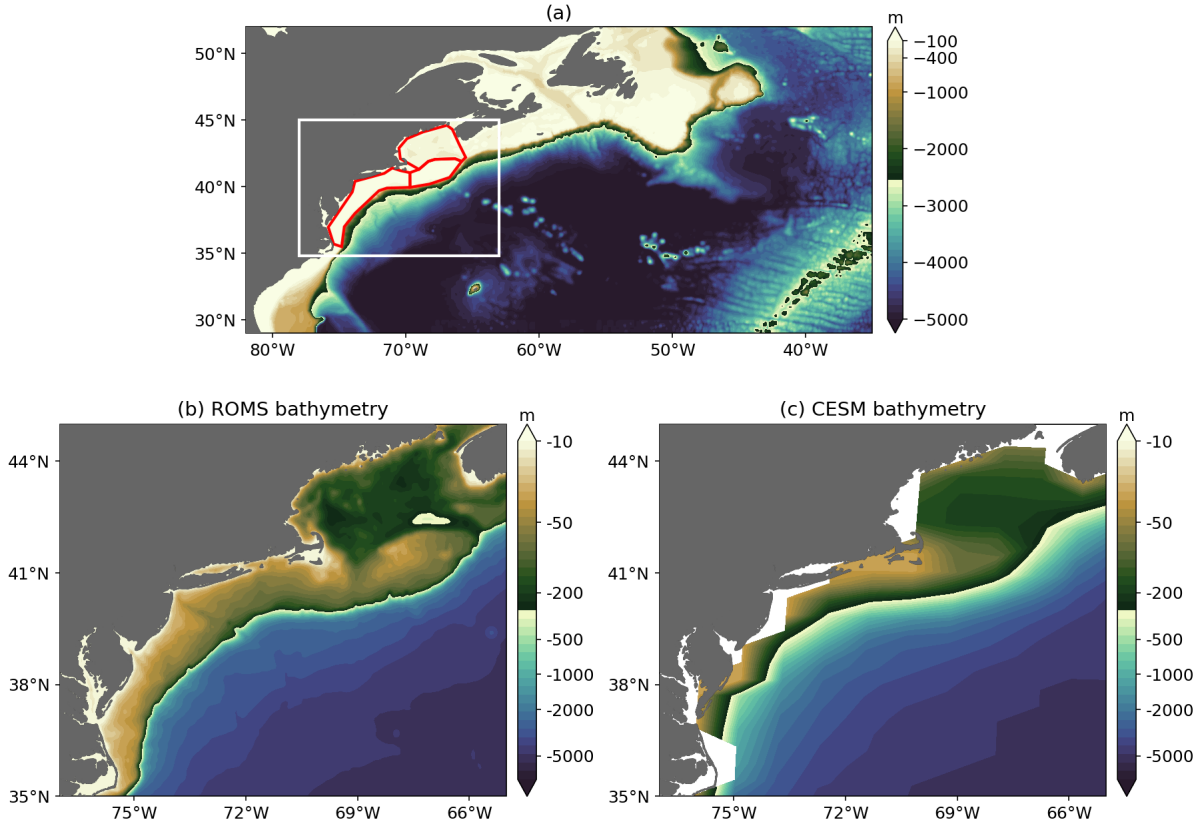 (a)
m
50°N
45°N
40°N
35°N
30°N
80°W
70°W
60°W
50°W
40°W
−100
−400
−1000
−2000
−3000
−4000
−5000
(b) ROMS bathymetry
m
44°N
41°N
38°N
35°N
75°W
72°W
69°W
66°W
-10
-50
-200
-500
-1000
-2000
-5000
(c) CESM bathymetry
m
44°N
41°N
38°N
35°N
75°W
72°W
69°W
66°W
-10
-50
-200
-500
-1000
-2000
-5000